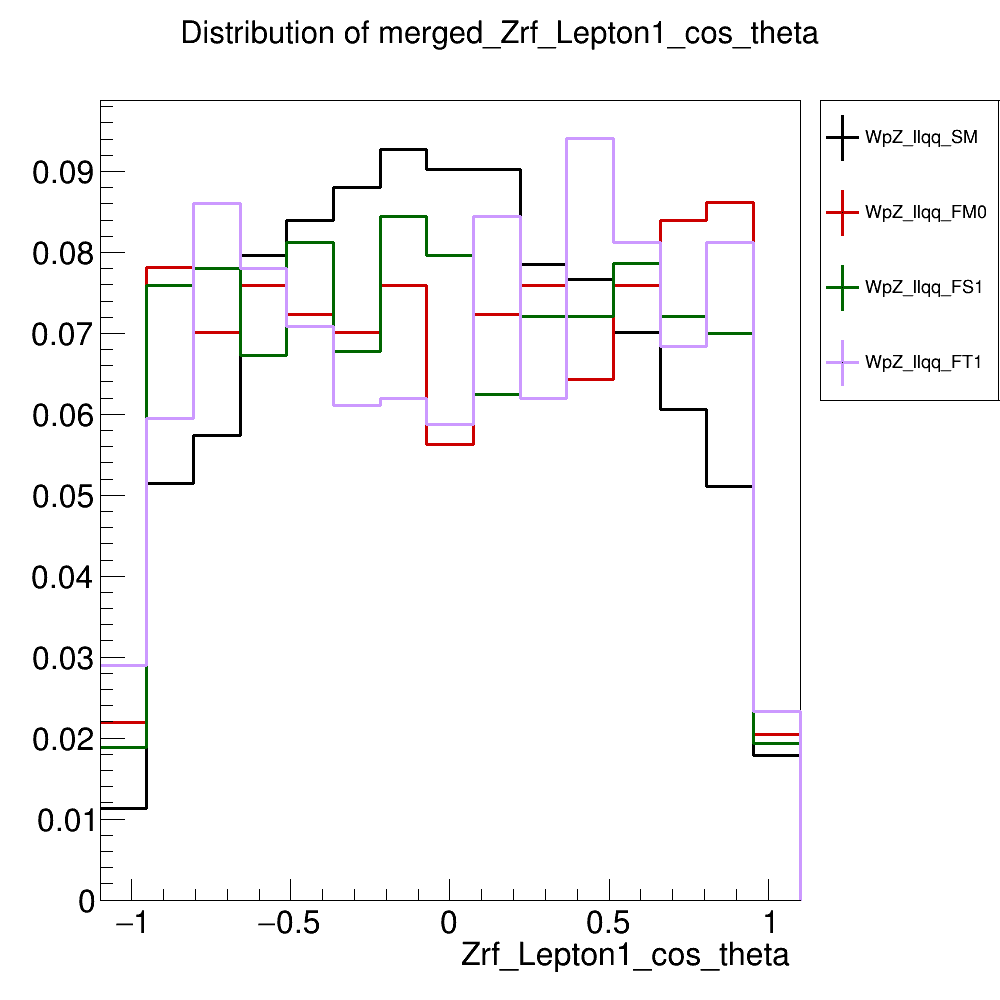 Distribution of merged_Zrf_Lepton1_cos_theta
WpZ_llqq_SM
WpZ_llqq_FM0
WpZ_llqq_FS1
WpZ_llqq_FT1
0.09
0.08
0.07
0.06
0.05
0.04
0.03
0.02
0.01
0
−1 −0.5 0 0.5 1
Zrf_Lepton1_cos_theta